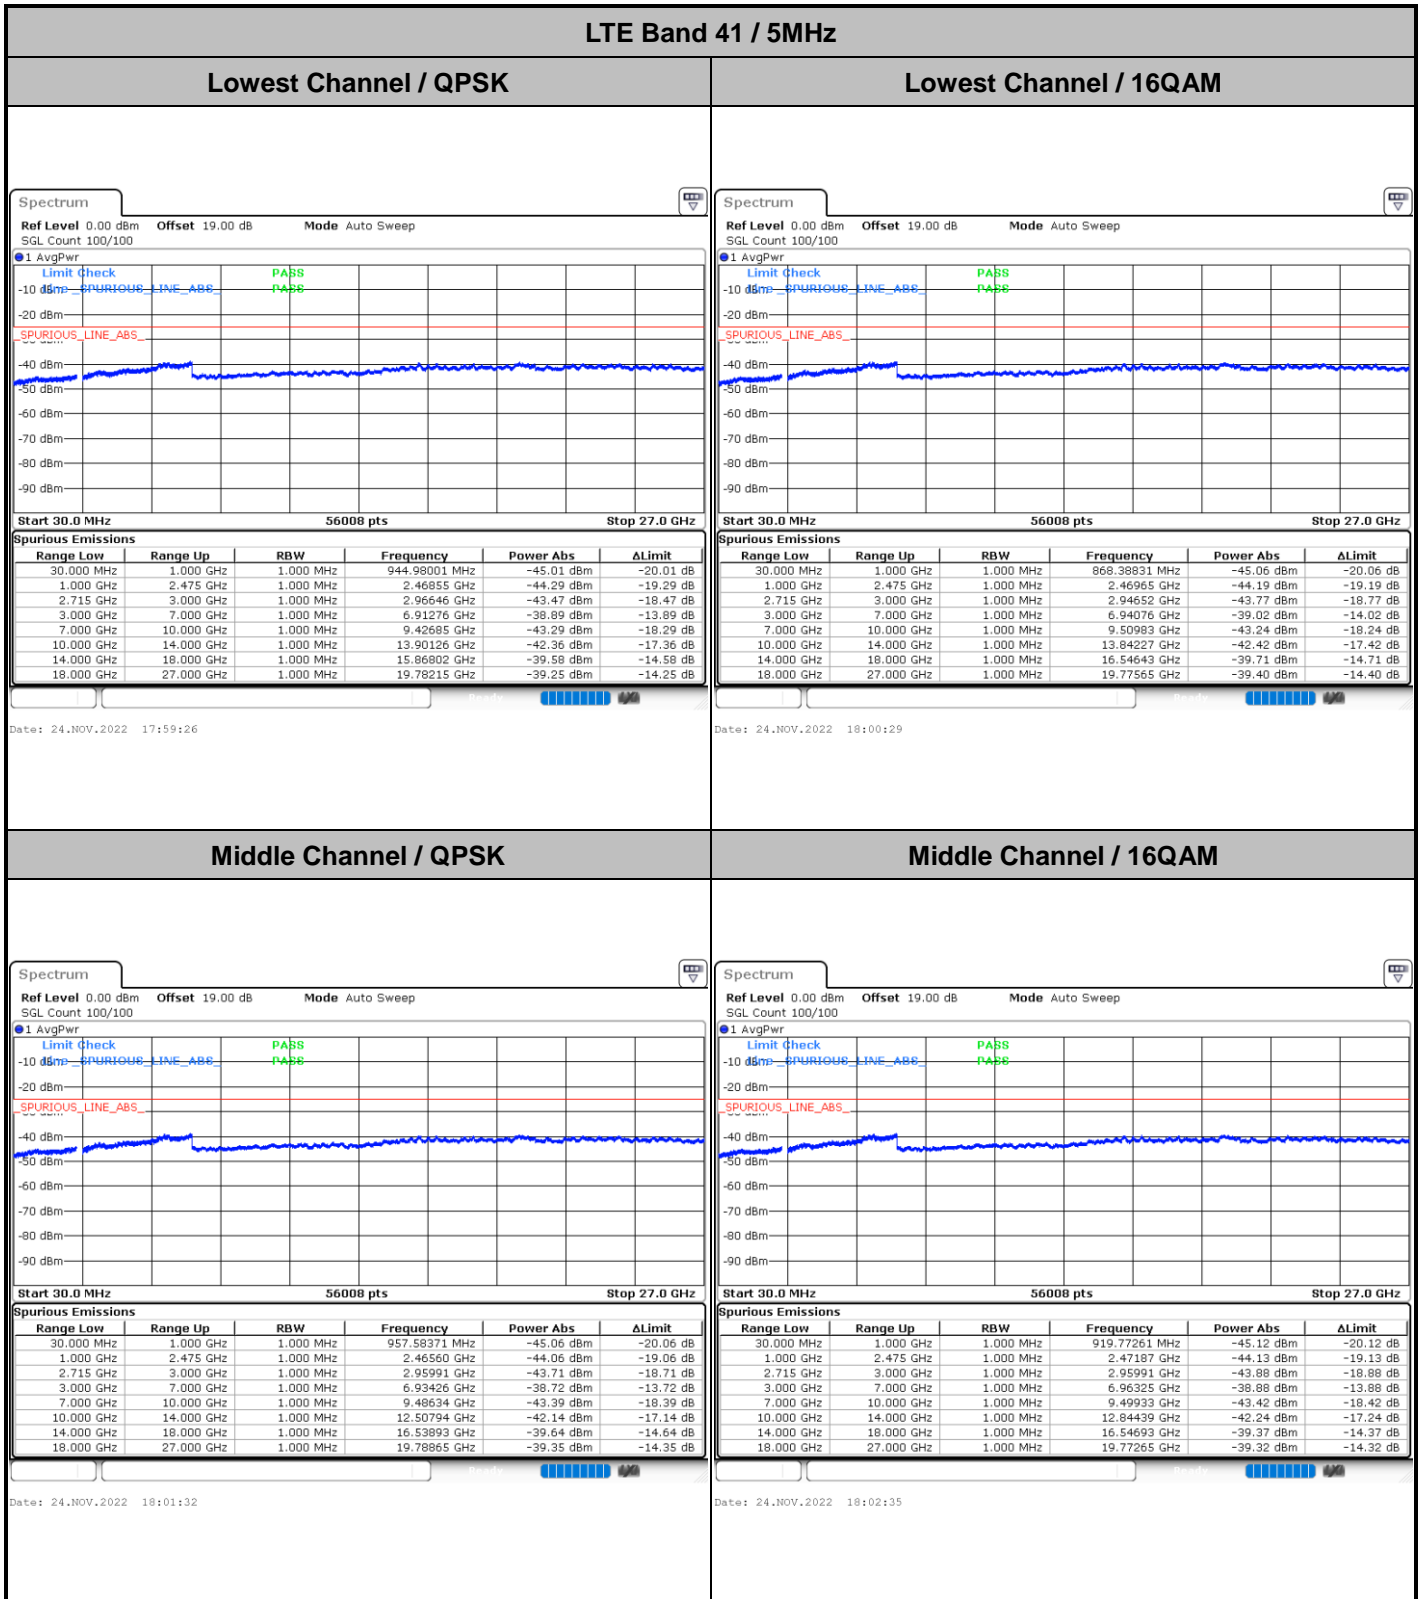 LTE Band 41 / 5MHz
Lowest Channel / QPSK
Lowest Channel / 16QAM
Spectrum
Ref Level 0.00 dBm Offset 19.00 dB Mode Auto Sweep
SGL Count 100/100
1 AvgPwr
Limit Check PASS
Line _SPURIOUS_LINE_ABS_ PASS
-10 dBm
-20 dBm
_SPURIOUS_LINE_ABS_
-40 dBm
-50 dBm
-60 dBm
-70 dBm
-80 dBm
-90 dBm
Start 30.0 MHz 56008 pts Stop 27.0 GHz
Spurious Emissions
Range Low Range Up RBW Frequency Power Abs ΔLimit
30.000 MHz 1.000 GHz 1.000 MHz 944.98001 MHz -45.01 dBm -20.01 dB
1.000 GHz 2.475 GHz 1.000 MHz 2.46855 GHz -44.29 dBm -19.29 dB
2.715 GHz 3.000 GHz 1.000 MHz 2.96646 GHz -43.47 dBm -18.47 dB
3.000 GHz 7.000 GHz 1.000 MHz 6.91276 GHz -38.89 dBm -13.89 dB
7.000 GHz 10.000 GHz 1.000 MHz 9.42685 GHz -43.29 dBm -18.29 dB
10.000 GHz 14.000 GHz 1.000 MHz 13.90126 GHz -42.36 dBm -17.36 dB
14.000 GHz 18.000 GHz 1.000 MHz 15.86802 GHz -39.58 dBm -14.58 dB
18.000 GHz 27.000 GHz 1.000 MHz 19.78215 GHz -39.25 dBm -14.25 dB
Date: 24.NOV.2022 17:59:26
Spectrum
Ref Level 0.00 dBm Offset 19.00 dB Mode Auto Sweep
SGL Count 100/100
1 AvgPwr
Limit Check PASS
Line _SPURIOUS_LINE_ABS_ PASS
-10 dBm
-20 dBm
_SPURIOUS_LINE_ABS_
-40 dBm
-50 dBm
-60 dBm
-70 dBm
-80 dBm
-90 dBm
Start 30.0 MHz 56008 pts Stop 27.0 GHz
Spurious Emissions
Range Low Range Up RBW Frequency Power Abs ΔLimit
30.000 MHz 1.000 GHz 1.000 MHz 868.38831 MHz -45.06 dBm -20.06 dB
1.000 GHz 2.475 GHz 1.000 MHz 2.46965 GHz -44.19 dBm -19.19 dB
2.715 GHz 3.000 GHz 1.000 MHz 2.94652 GHz -43.77 dBm -18.77 dB
3.000 GHz 7.000 GHz 1.000 MHz 6.94076 GHz -39.02 dBm -14.02 dB
7.000 GHz 10.000 GHz 1.000 MHz 9.50983 GHz -43.24 dBm -18.24 dB
10.000 GHz 14.000 GHz 1.000 MHz 13.84227 GHz -42.42 dBm -17.42 dB
14.000 GHz 18.000 GHz 1.000 MHz 16.54643 GHz -39.71 dBm -14.71 dB
18.000 GHz 27.000 GHz 1.000 MHz 19.77565 GHz -39.40 dBm -14.40 dB
Date: 24.NOV.2022 18:00:29
Middle Channel / QPSK
Middle Channel / 16QAM
Spectrum
Ref Level 0.00 dBm Offset 19.00 dB Mode Auto Sweep
SGL Count 100/100
1 AvgPwr
Limit Check PASS
Line _SPURIOUS_LINE_ABS_ PASS
-10 dBm
-20 dBm
_SPURIOUS_LINE_ABS_
-40 dBm
-50 dBm
-60 dBm
-70 dBm
-80 dBm
-90 dBm
Start 30.0 MHz 56008 pts Stop 27.0 GHz
Spurious Emissions
Range Low Range Up RBW Frequency Power Abs ΔLimit
30.000 MHz 1.000 GHz 1.000 MHz 957.58371 MHz -45.06 dBm -20.06 dB
1.000 GHz 2.475 GHz 1.000 MHz 2.46560 GHz -44.06 dBm -19.06 dB
2.715 GHz 3.000 GHz 1.000 MHz 2.95991 GHz -43.71 dBm -18.71 dB
3.000 GHz 7.000 GHz 1.000 MHz 6.93426 GHz -38.72 dBm -13.72 dB
7.000 GHz 10.000 GHz 1.000 MHz 9.48634 GHz -43.39 dBm -18.39 dB
10.000 GHz 14.000 GHz 1.000 MHz 12.50794 GHz -42.14 dBm -17.14 dB
14.000 GHz 18.000 GHz 1.000 MHz 16.53893 GHz -39.64 dBm -14.64 dB
18.000 GHz 27.000 GHz 1.000 MHz 19.78865 GHz -39.35 dBm -14.35 dB
Date: 24.NOV.2022 18:01:32
Spectrum
Ref Level 0.00 dBm Offset 19.00 dB Mode Auto Sweep
SGL Count 100/100
1 AvgPwr
Limit Check PASS
Line _SPURIOUS_LINE_ABS_ PASS
-10 dBm
-20 dBm
_SPURIOUS_LINE_ABS_
-40 dBm
-50 dBm
-60 dBm
-70 dBm
-80 dBm
-90 dBm
Start 30.0 MHz 56008 pts Stop 27.0 GHz
Spurious Emissions
Range Low Range Up RBW Frequency Power Abs ΔLimit
30.000 MHz 1.000 GHz 1.000 MHz 919.77261 MHz -45.12 dBm -20.12 dB
1.000 GHz 2.475 GHz 1.000 MHz 2.47187 GHz -44.13 dBm -19.13 dB
2.715 GHz 3.000 GHz 1.000 MHz 2.95991 GHz -43.88 dBm -18.88 dB
3.000 GHz 7.000 GHz 1.000 MHz 6.96325 GHz -38.88 dBm -13.88 dB
7.000 GHz 10.000 GHz 1.000 MHz 9.49933 GHz -43.42 dBm -18.42 dB
10.000 GHz 14.000 GHz 1.000 MHz 12.84439 GHz -42.24 dBm -17.24 dB
14.000 GHz 18.000 GHz 1.000 MHz 16.54693 GHz -39.37 dBm -14.37 dB
18.000 GHz 27.000 GHz 1.000 MHz 19.77265 GHz -39.32 dBm -14.32 dB
Date: 24.NOV.2022 18:02:35